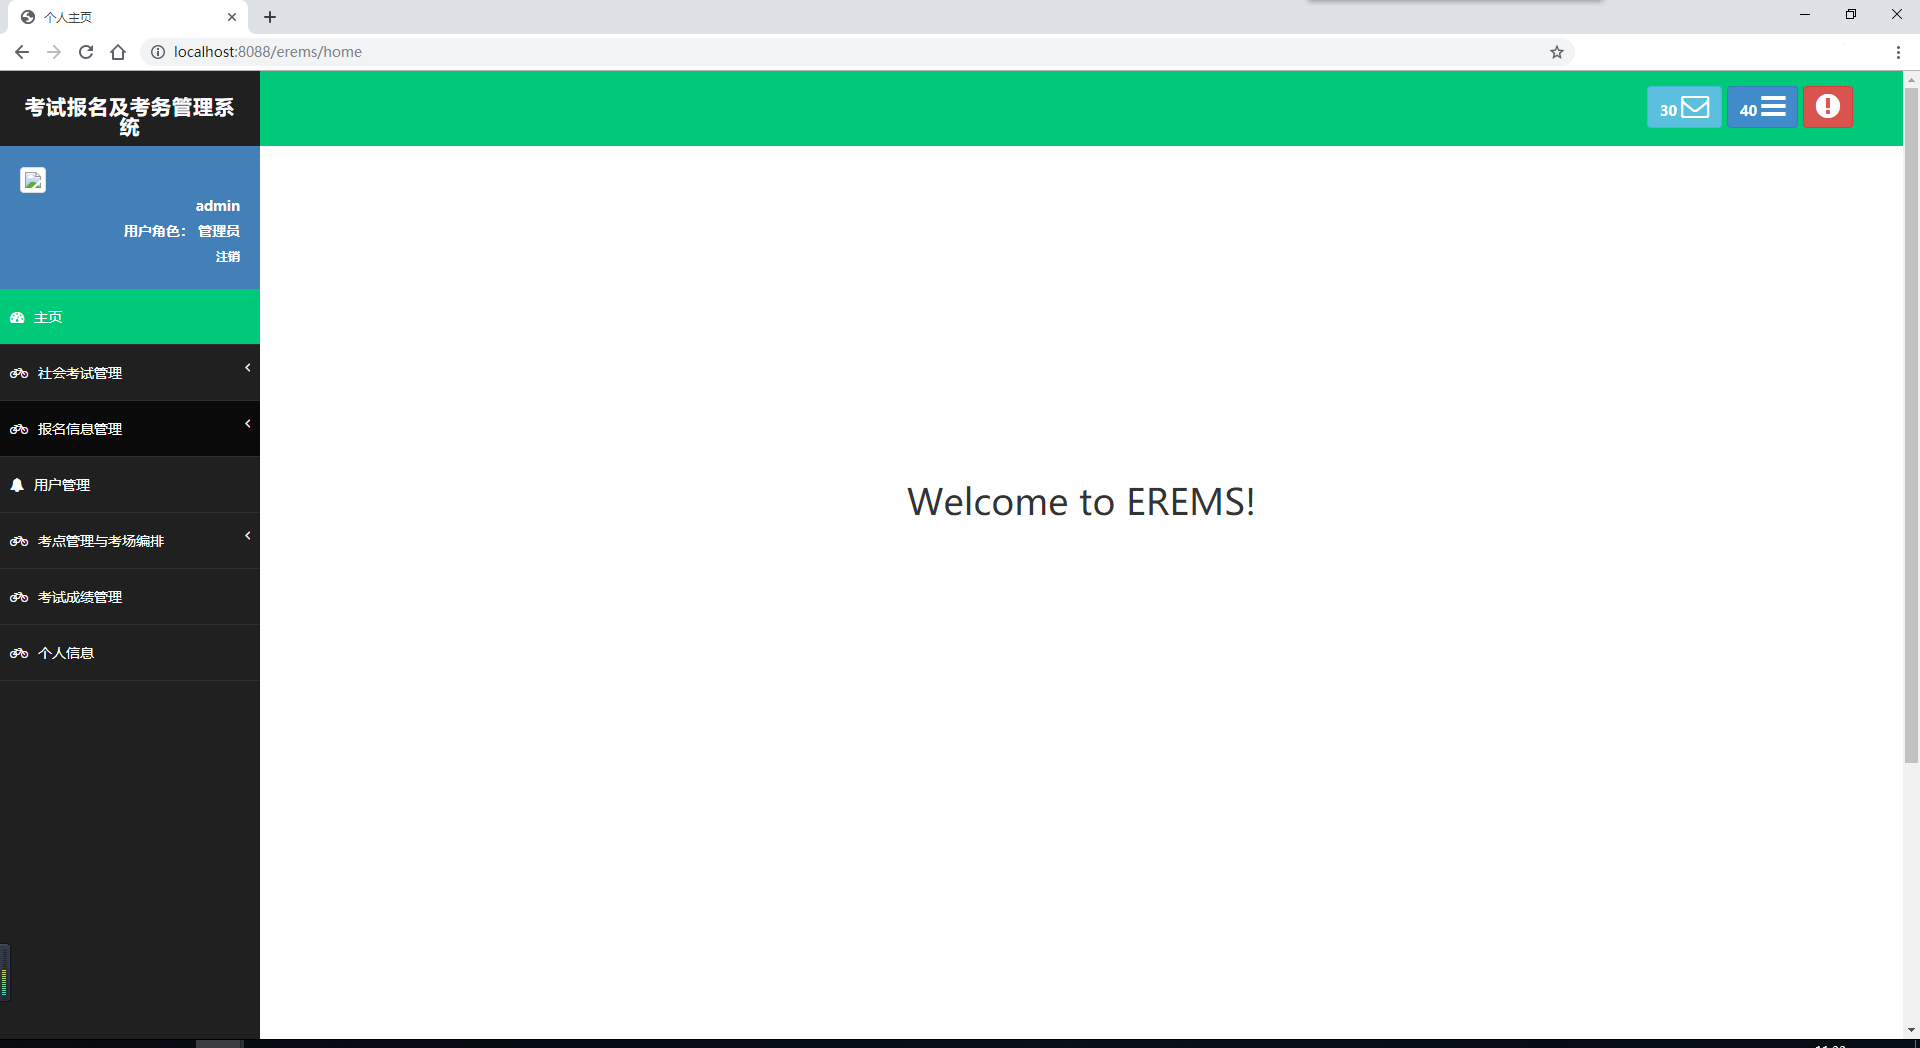 个人主页
localhost:8088/erems/home
考试报名及考务管理系
统
30
40
admin
用户角色： 管理员
注销
主页
社会考试管理
报名信息管理
用户管理
考点管理与考场编排
考试成绩管理
个人信息
Welcome to EREMS!